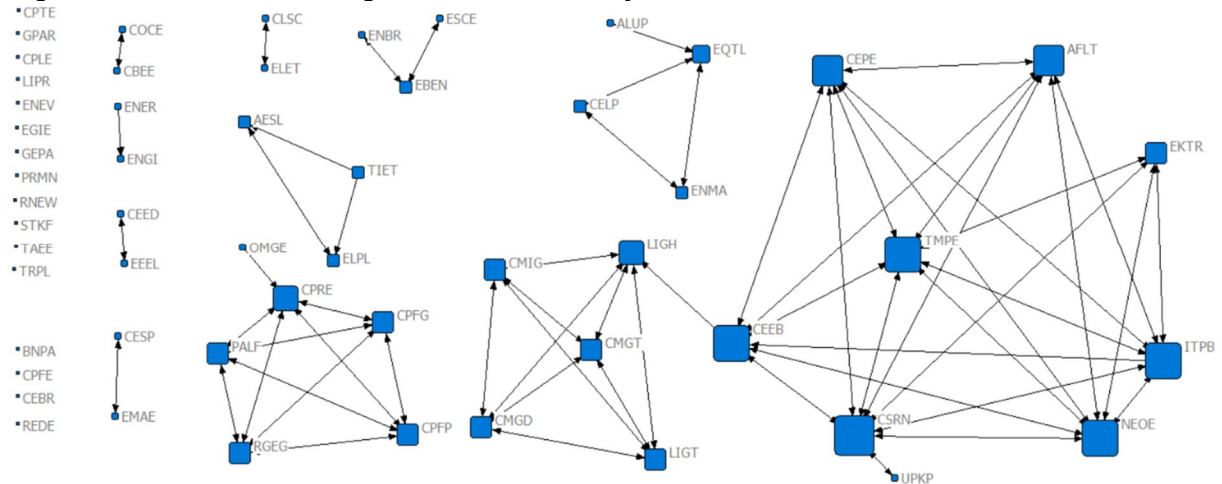 CPTE
GPAR
CPLE
LIPR
ENEV
EGIE
GEPA
PRMN
RNEW
STKF
TAEE
TRPL
BNPA
CPFE
CEBR
REDE
COCE
CBEE
ENER
ENGI
CEED
EEEL
CESP
EMAE
CLSC
ELET
ENBR
ESCE
EBEN
AESL
TIET
ELPL
OMGE
CPRE
CPFG
PALF
RGEG
CPFP
ALUP
EQTL
CELP
ENMA
CMIG
LIGH
CMGT
CMGD
LIGT
CEPE
AFLT
EKTR
TMPE
CEEB
ITPB
CSRN
NEOE
UPKP